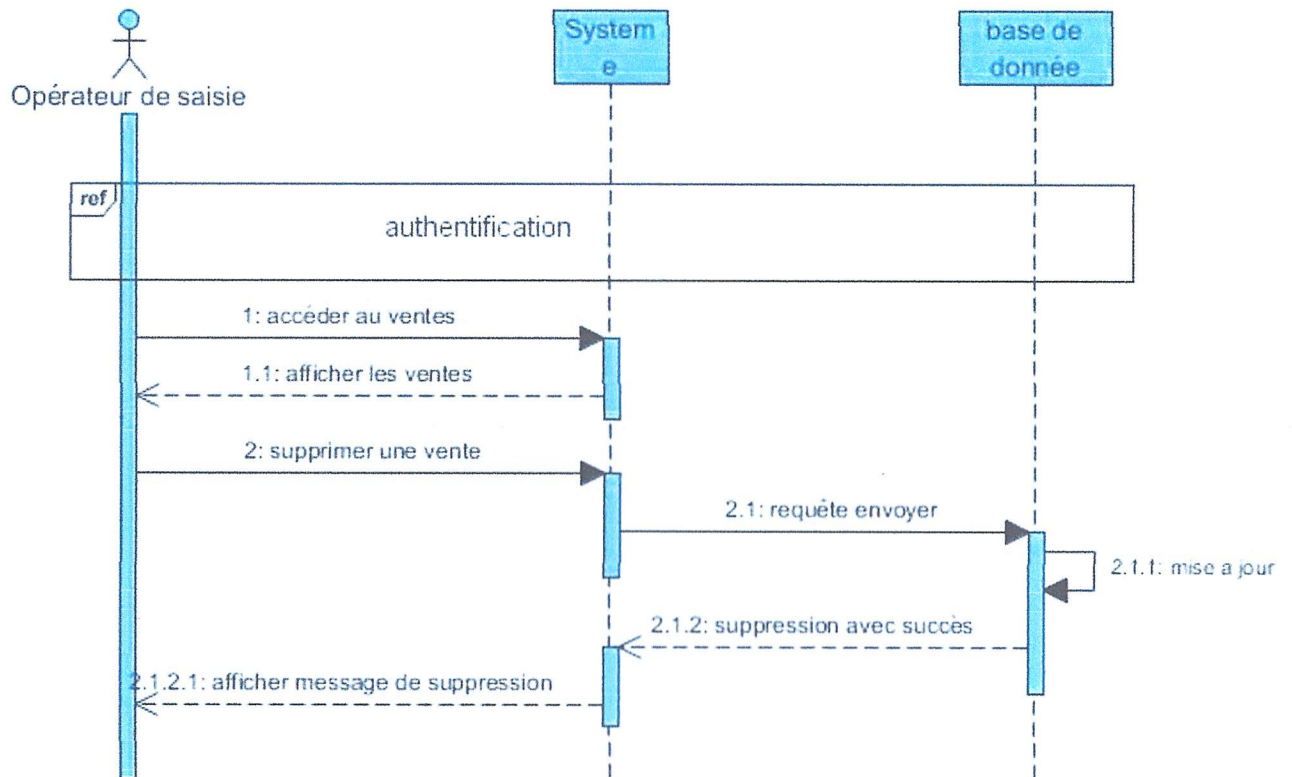 System
e
base de
donnée
Opérateur de saisie
ref
authentification
1: accéder au ventes
1.1: afficher les ventes
2: supprimer une vente
2.1: requête envoyer
2.1.1: mise a jour
2.1.2: suppression avec succès
2.1.2.1: afficher message de suppression